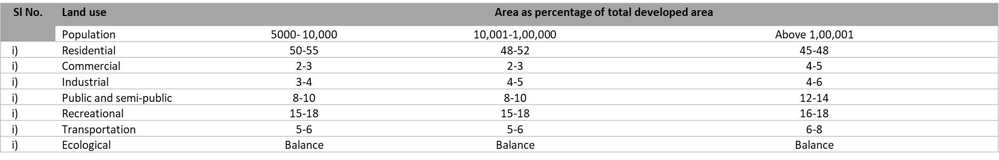 Sl No. Land use Area as percentage of total developed area
Population 5000- 10,000 10,001-1,00,000 Above 1,00,001
i) Residential 50-55 48-52 45-48
i) Commercial 2-3 2-3 4-5
i) Industrial 3-4 4-5 4-6
i) Public and semi-public 8-10 8-10 12-14
i) Recreational 15-18 15-18 16-18
i) Transportation 5-6 5-6 6-8
i) Ecological Balance Balance Balance